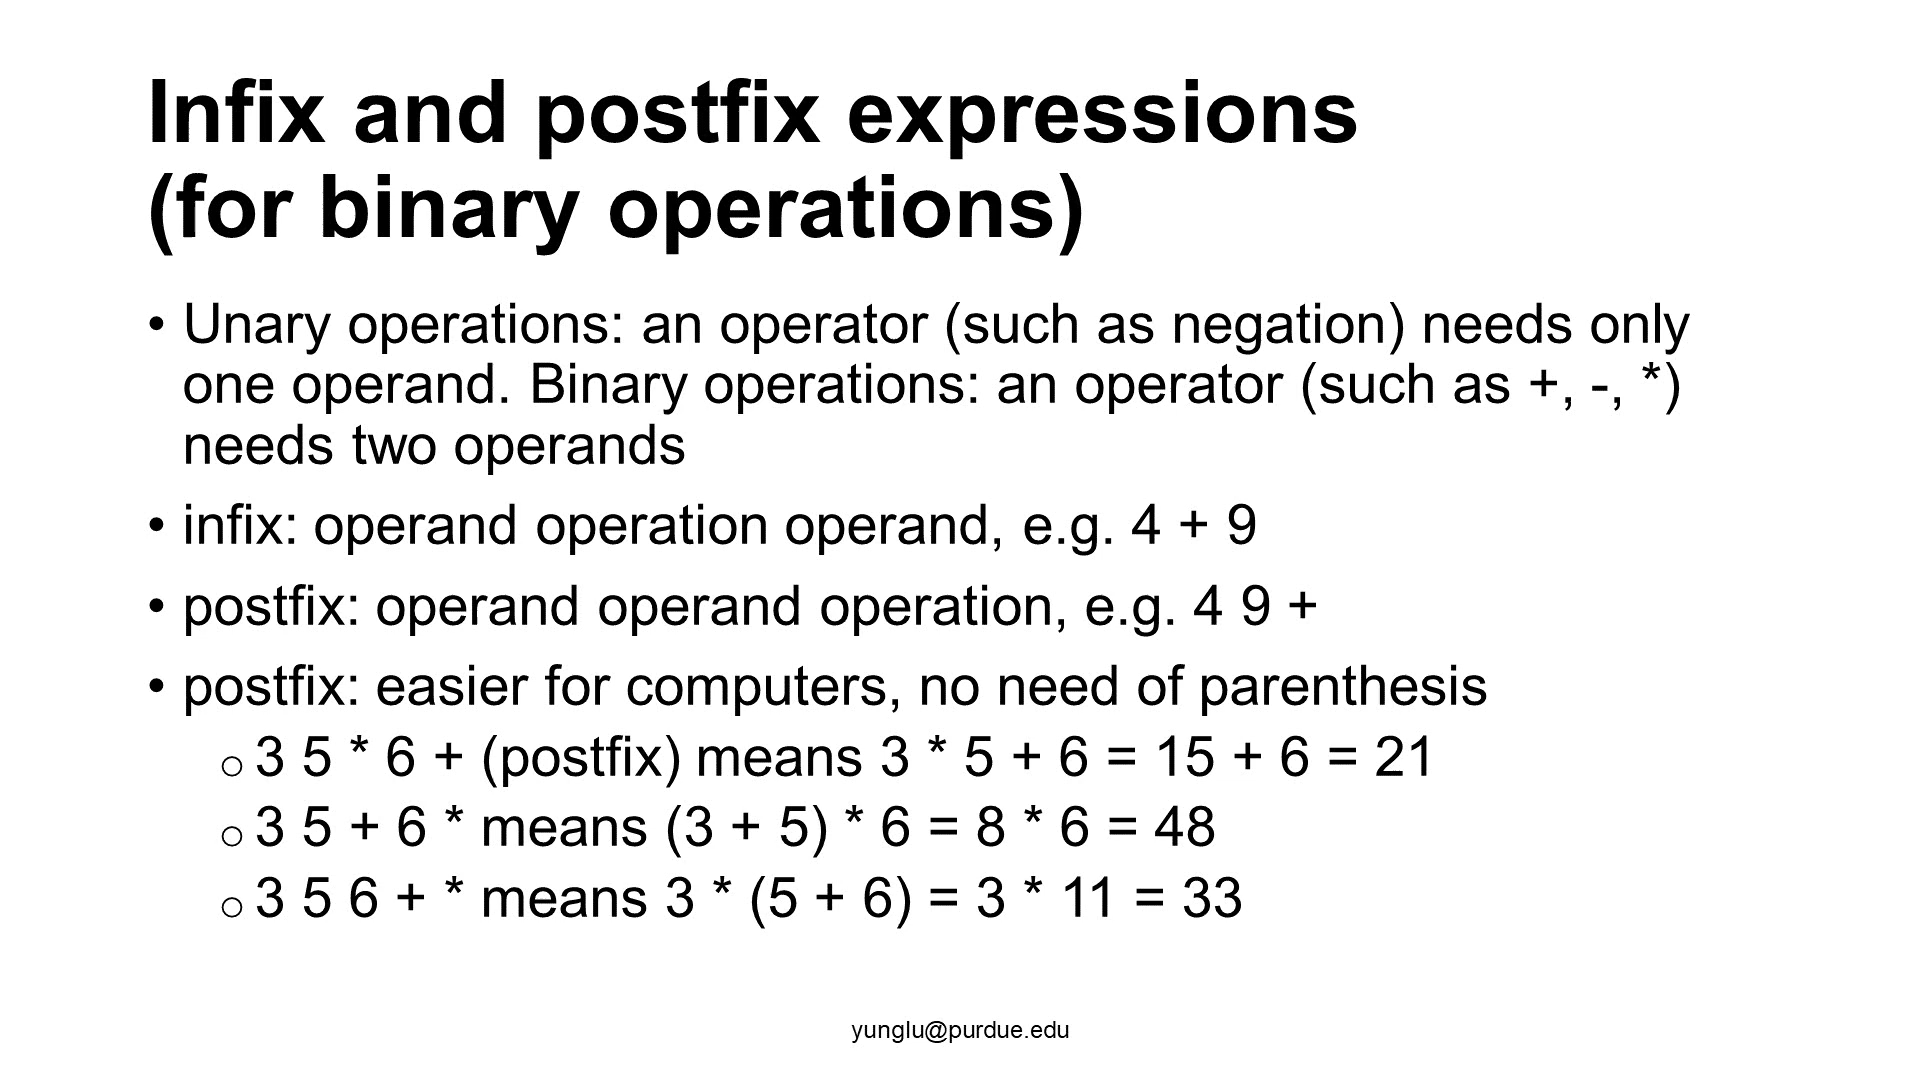 Infix and postfix expressions
(for binary operations)
• Unary operations: an operator (such as negation) needs only
one operand. Binary operations: an operator (such as +, -, *)
needs two operands
• infix: operand operation operand, e.g. 4 + 9
• postfix: operand operand operation, e.g. 4 9 +
• postfix: easier for computers, no need of parenthesis
○ 3 5 * 6 + (postfix) means 3 * 5 + 6 = 15 + 6 = 21
○ 3 5 + 6 * means (3 + 5) * 6 = 8 * 6 = 48
○ 3 5 6 + * means 3 * (5 + 6) = 3 * 11 = 33
yunglu@purdue.edu